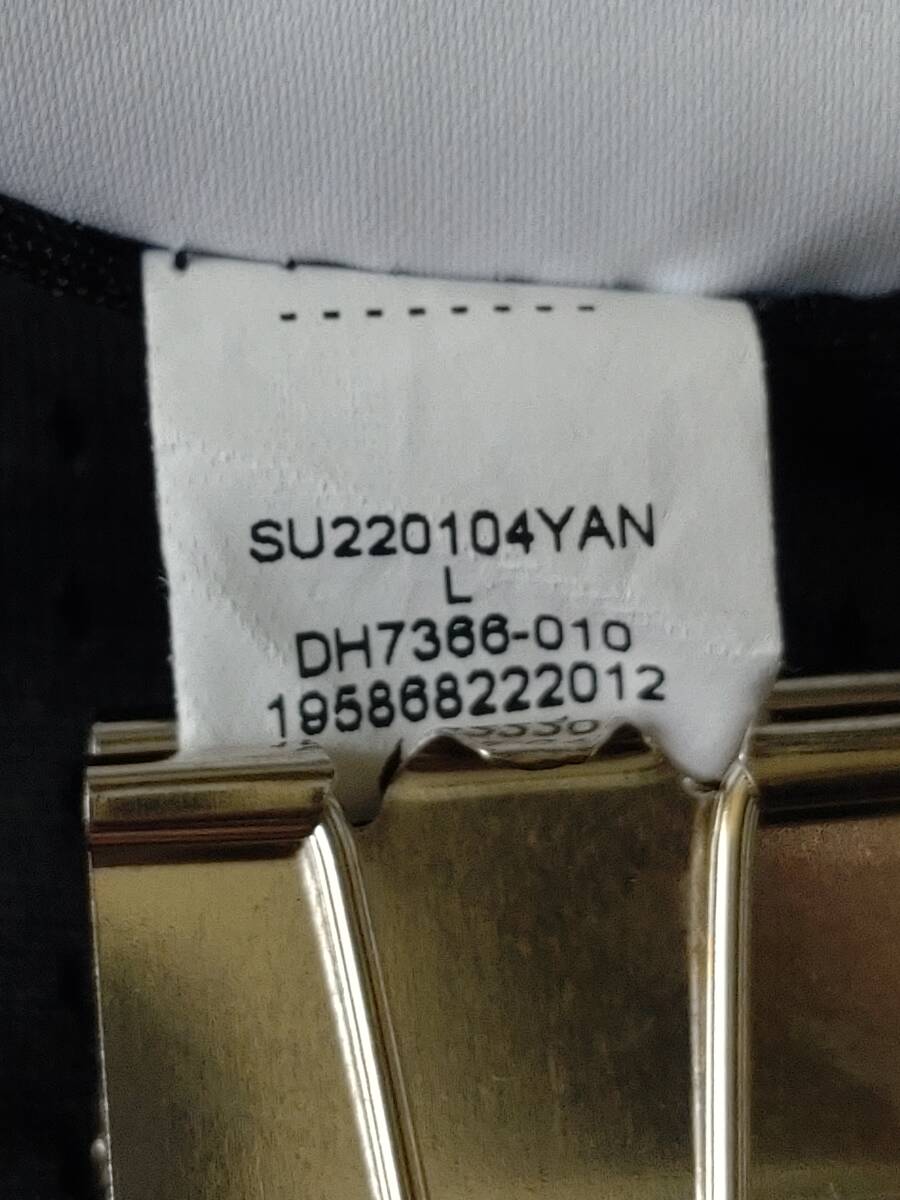 --------
SU220104YAN
L
DH7366-010
195868222012